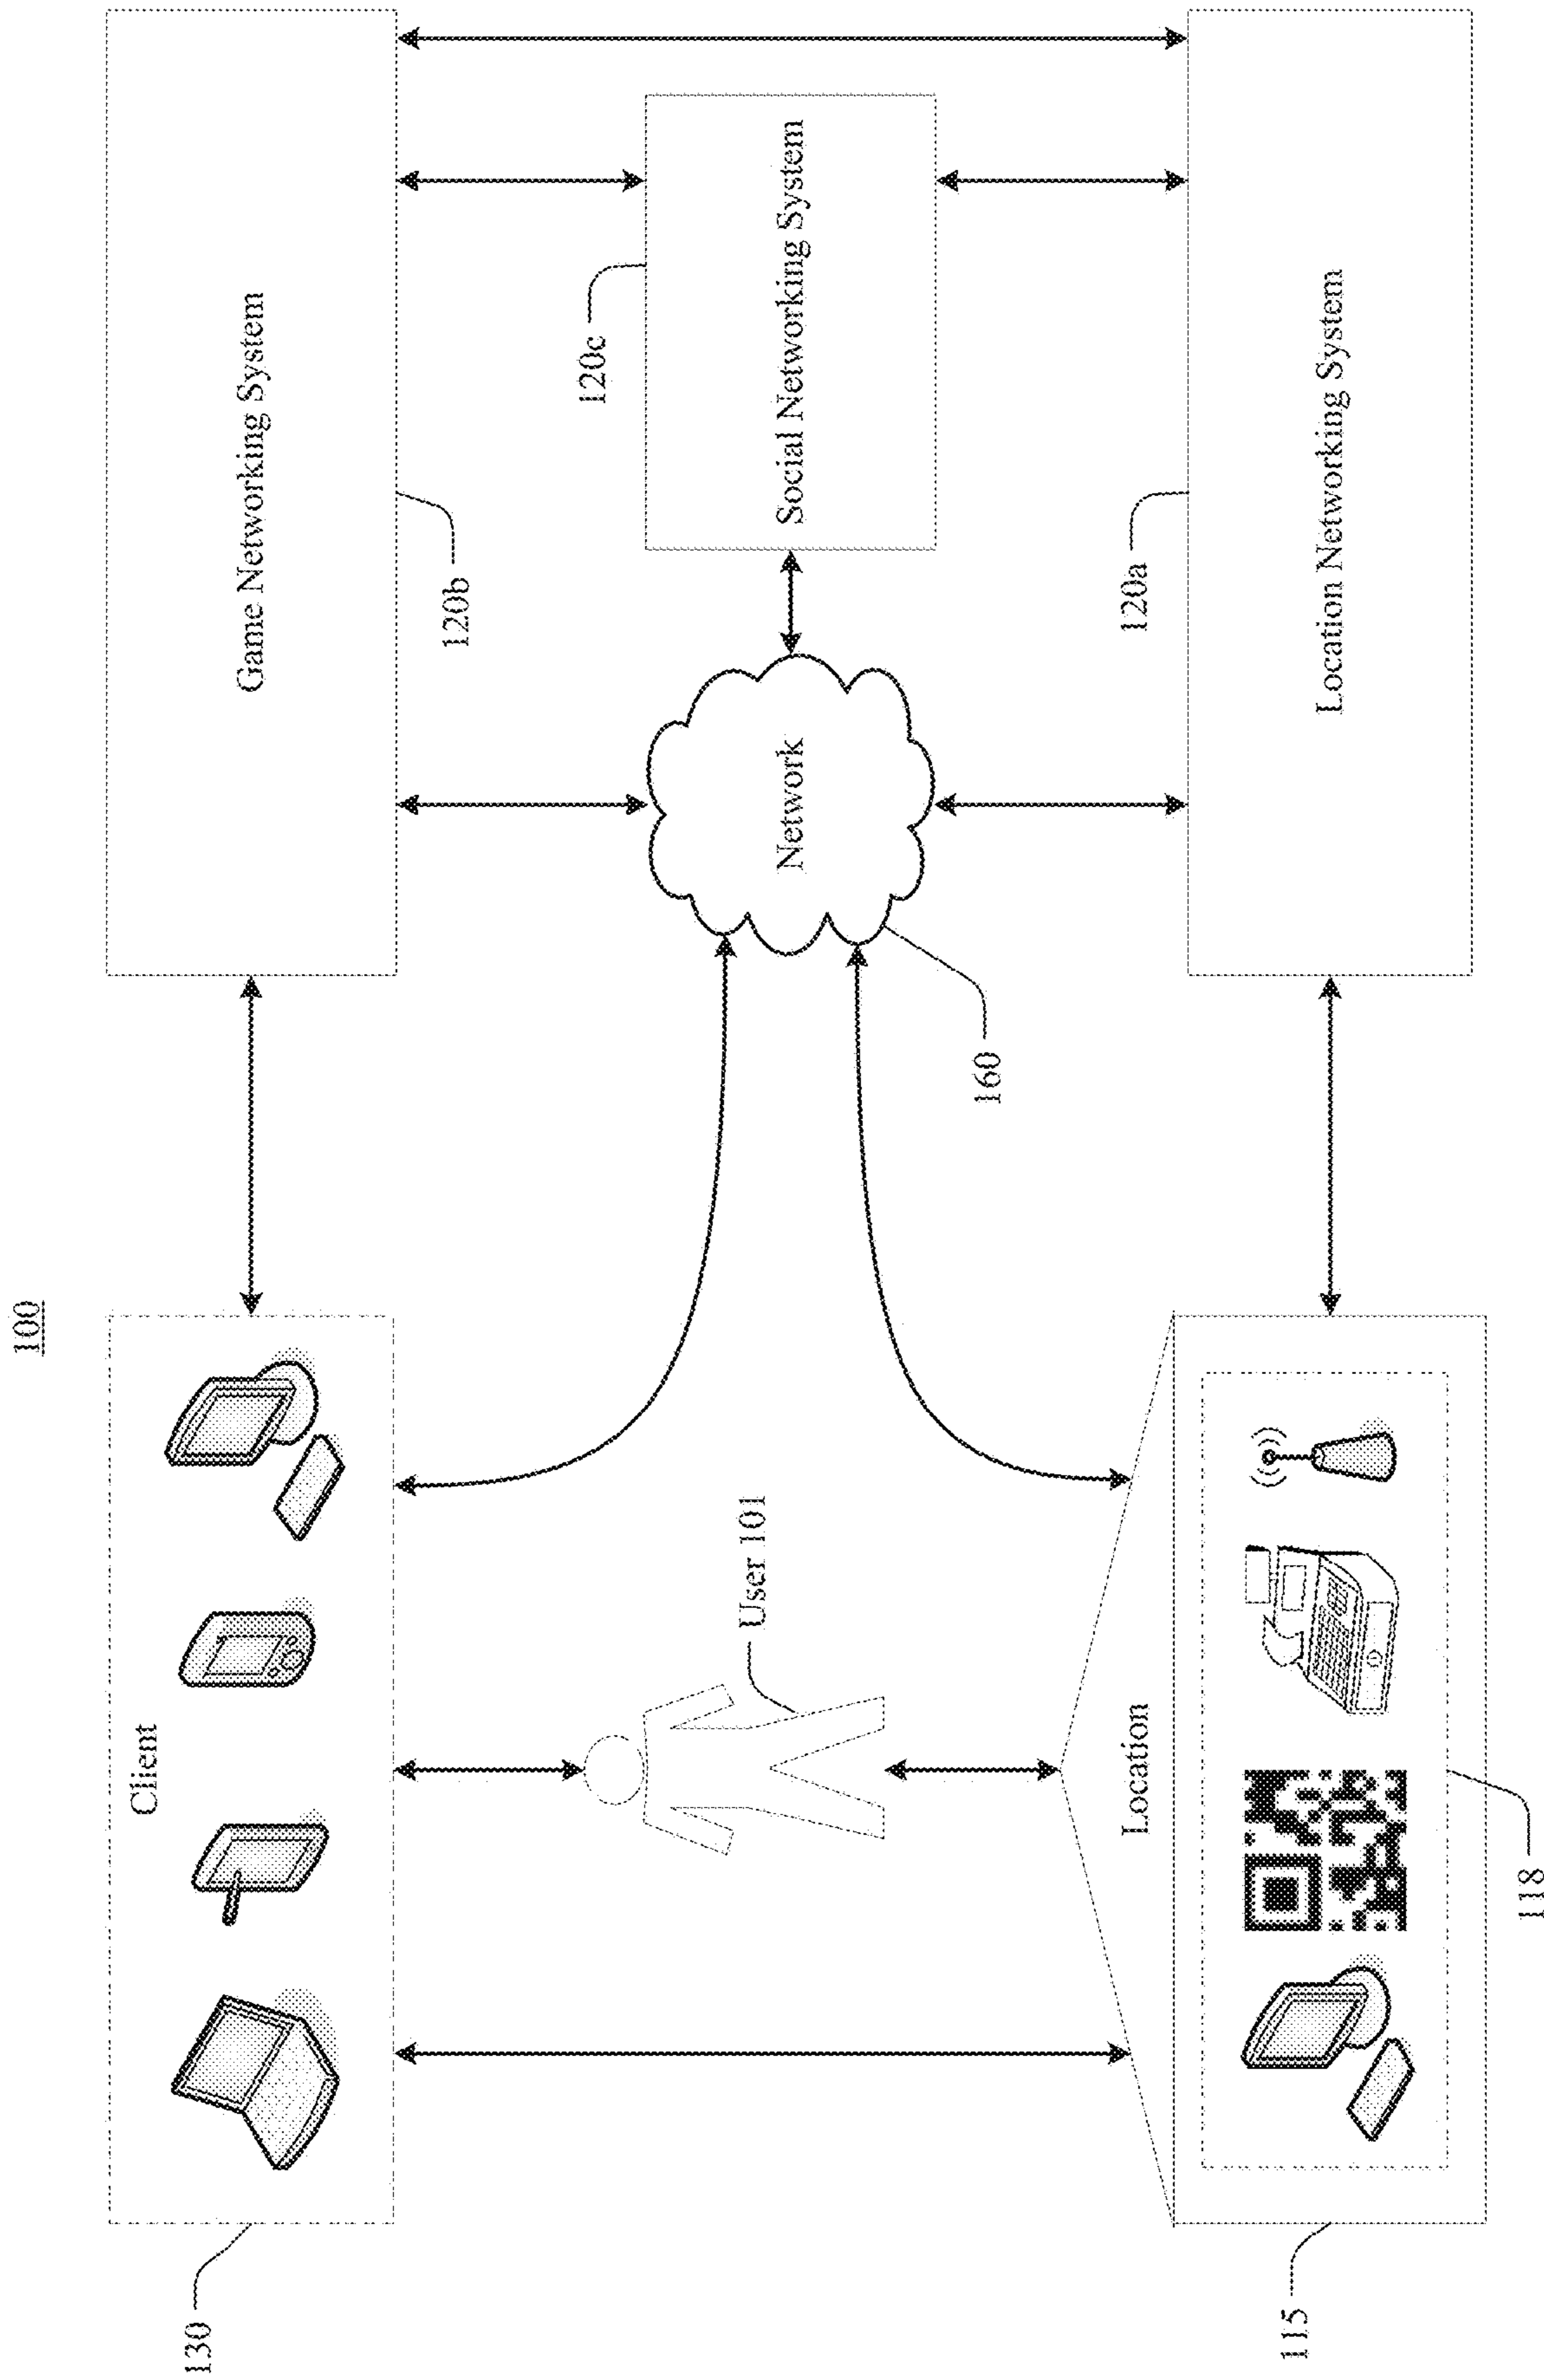 100
130
Client
Game Networking System
120b
120c
Social Networking System
User 101
Network
160
120a
Location Networking System
Location
115
118